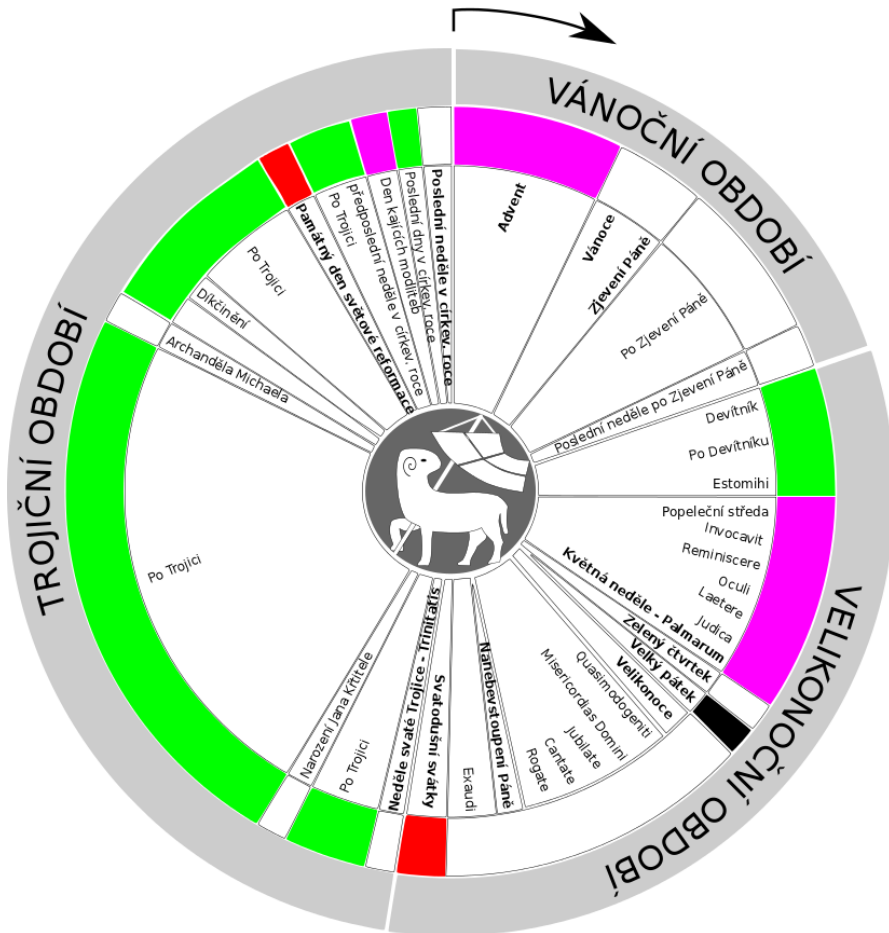 VÁNOČNÍ OBDOBÍ
Advent
Vánoce
Zjevení Páně
Po Zjevení Páně
Poslední neděle po Zjevení Páně
VELIKONOČNÍ OBDOBÍ
Devítník
Po Devítníku
Estomihi
Popeleční středa
Invocavit
Reminiscere
Oculi
Laetere
Judica
Květná neděle - Palmarum
Zelený čtvrtek
Velký pátek
Velikonoce
Quasimodogeniti
Misericordias Domini
Jubilate
Cantate
Rogate
Nanebevstoupení Páně
Exaudi
Svatodušní svátky
TROJIČNÍ OBDOBÍ
Neděle svaté Trojice - Trinitatis
Po Trojici
Narození Jana Křtitele
Po Trojici
Archanděla Michaela
Díkčinění
Po Trojici
Památný den světové reformace
Po Trojici
předposlední neděle v církev. roce
Den kajících modliteb
Poslední dny v církev. roce
Poslední neděle v církev. roce